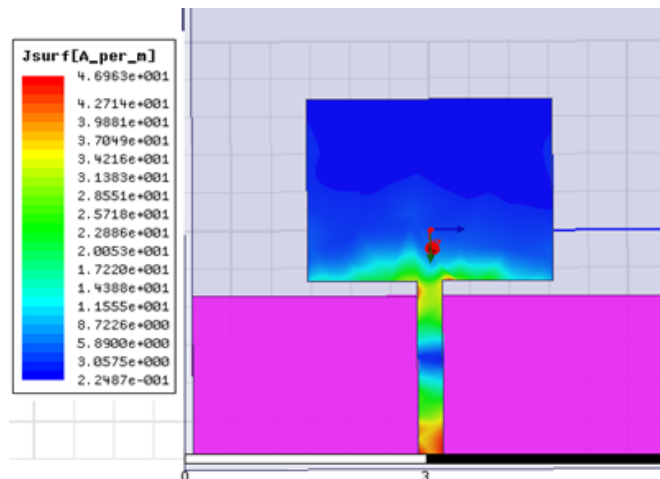 Jsurf[A_per_m]
4.6963e+001
4.2714e+001
3.9881e+001
3.7049e+001
3.4216e+001
3.1383e+001
2.8551e+001
2.5718e+001
2.2886e+001
2.0053e+001
1.7220e+001
1.4388e+001
1.1555e+001
8.7226e+000
5.8900e+000
3.0575e+000
2.2487e-001
0
3